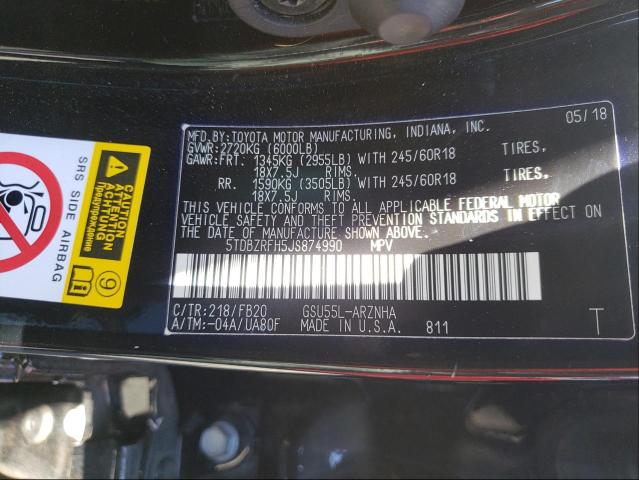 MFD.BY:TOYOTA MOTOR MANUFACTURING, INDIANA, INC. 05/18
GVWR: 2720KG (6000LB)
GAWR:FRT. 1345KG (2955LB) WITH 245/60R18 TIRES,
18X7.5J RIMS.
RR. 1590KG (3505LB) WITH 245/60R18 TIRES,
18X7.5J RIMS.
THIS VEHICLE CONFORMS TO ALL APPLICABLE FEDERAL MOTOR
VEHICLE SAFETY AND THEFT PREVENTION STANDARDS IN EFFECT ON
THE DATE OF MANUFACTURE SHOWN ABOVE.
5TDBZRFH5JS874990 MPV
C/TR:218/FB20 GSU55L-ARZNHA
A/TM:-04A/UA80F MADE IN U.S.A. 811 T
SRS SIDE AIRBAG
CAUTION
ATTENTION
ACHTUNG
Предупреждение
9